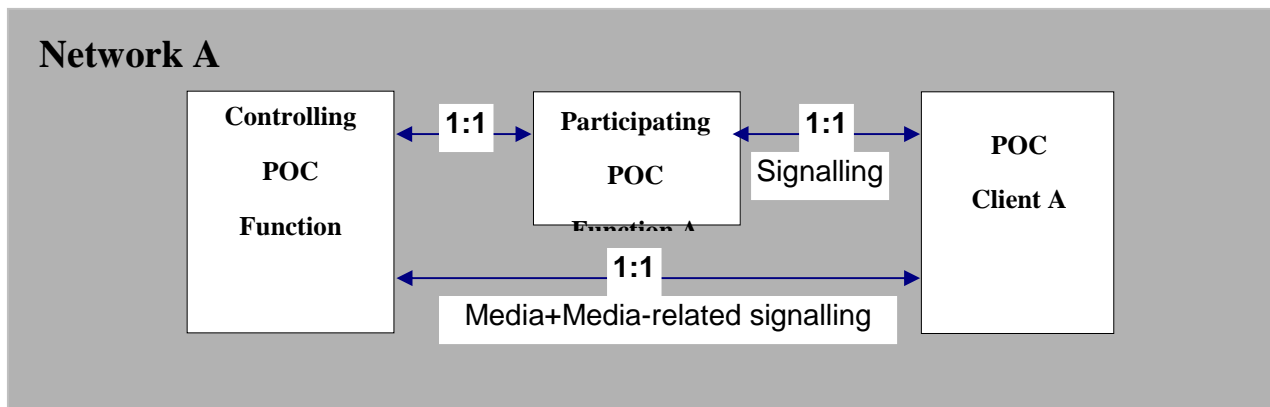 Network A
Controlling
POC
Function
1:1
Participating
POC
Function A
1:1
Signalling
POC
Client A
1:1
Media+Media-related signalling